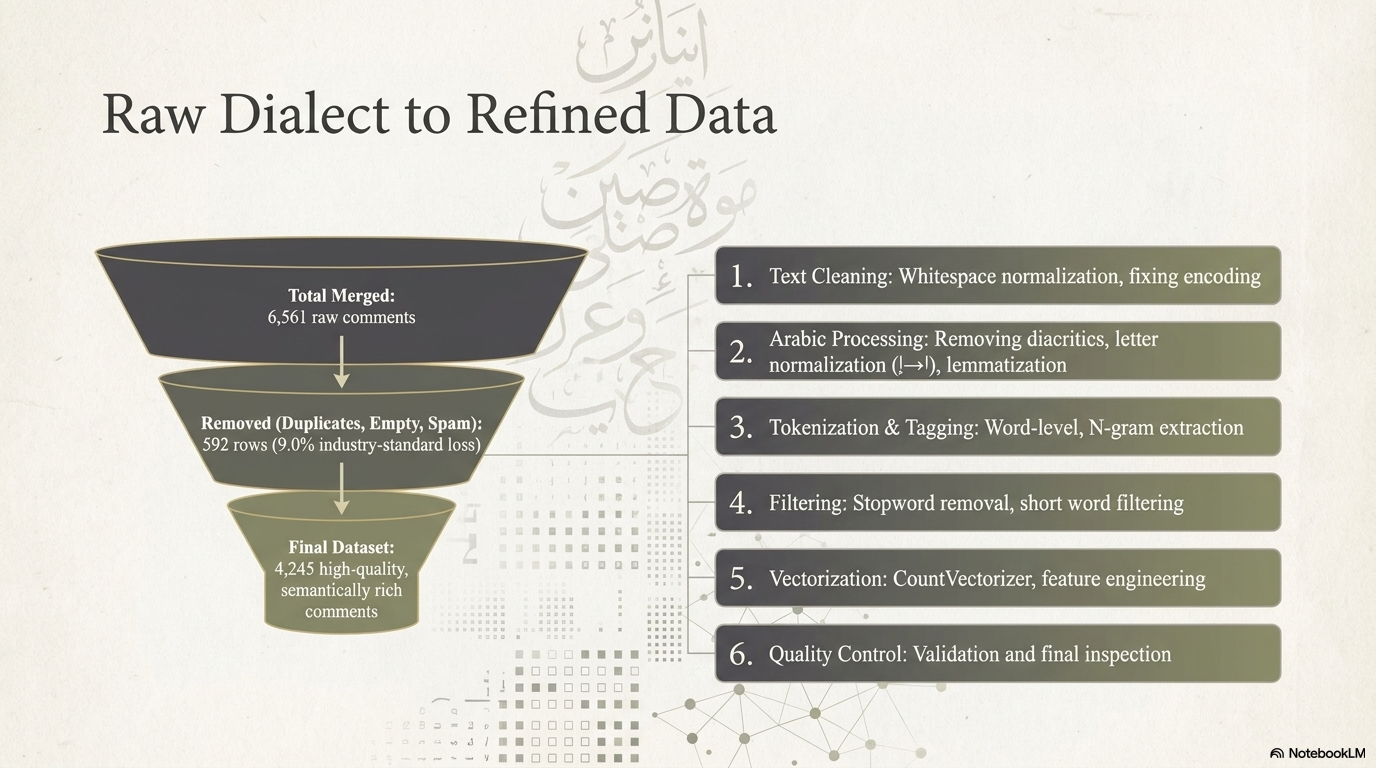 Raw Dialect to Refined Data
Total Merged:
6,561 raw comments
Removed (Duplicates, Empty, Spam):
592 rows (9.0% industry-standard loss)
Final Dataset:
4,245 high-quality,
semantically rich
comments
1. Text Cleaning: Whitespace normalization, fixing encoding
2. Arabic Processing: Removing diacritics, letter
normalization (إ→ا), lemmatization
3. Tokenization & Tagging: Word-level, N-gram extraction
4. Filtering: Stopword removal, short word filtering
5. Vectorization: CountVectorizer, feature engineering
6. Quality Control: Validation and final inspection
NotebookLM